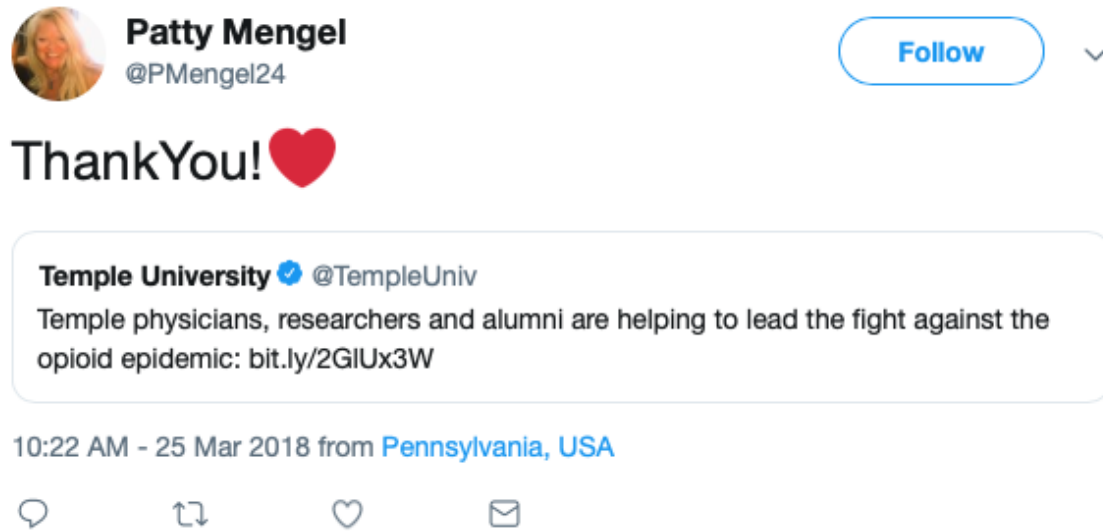 Patty Mengel
@PMengel24
Follow
ThankYou!❤
Temple University @TempleUniv
Temple physicians, researchers and alumni are helping to lead the fight against the
opioid epidemic: bit.ly/2GlUx3W
10:22 AM - 25 Mar 2018 from Pennsylvania, USA